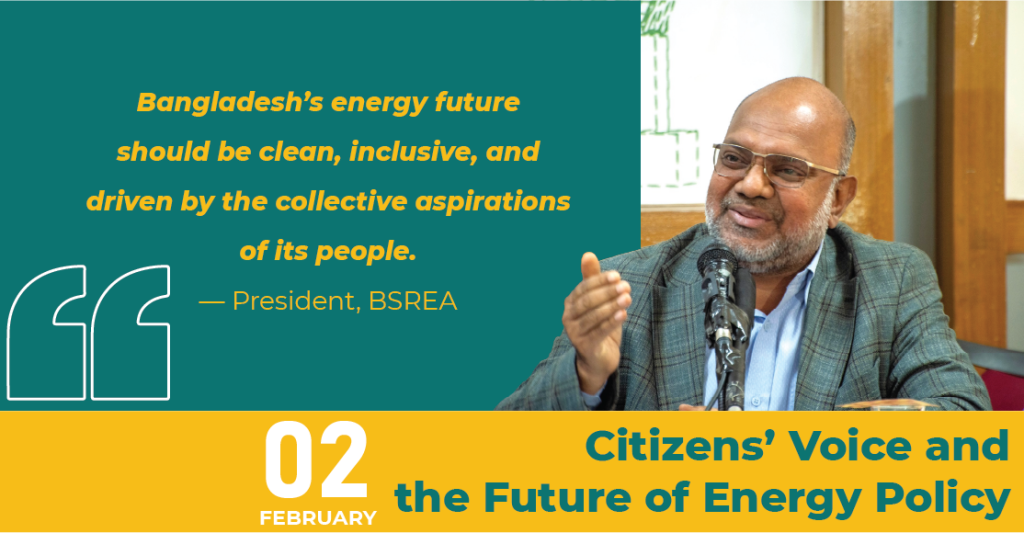 Bangladesh’s energy future
should be clean, inclusive, and
driven by the collective aspirations
of its people.
— President, BSREA
02
FEBRUARY
Citizens’ Voice and
the Future of Energy Policy